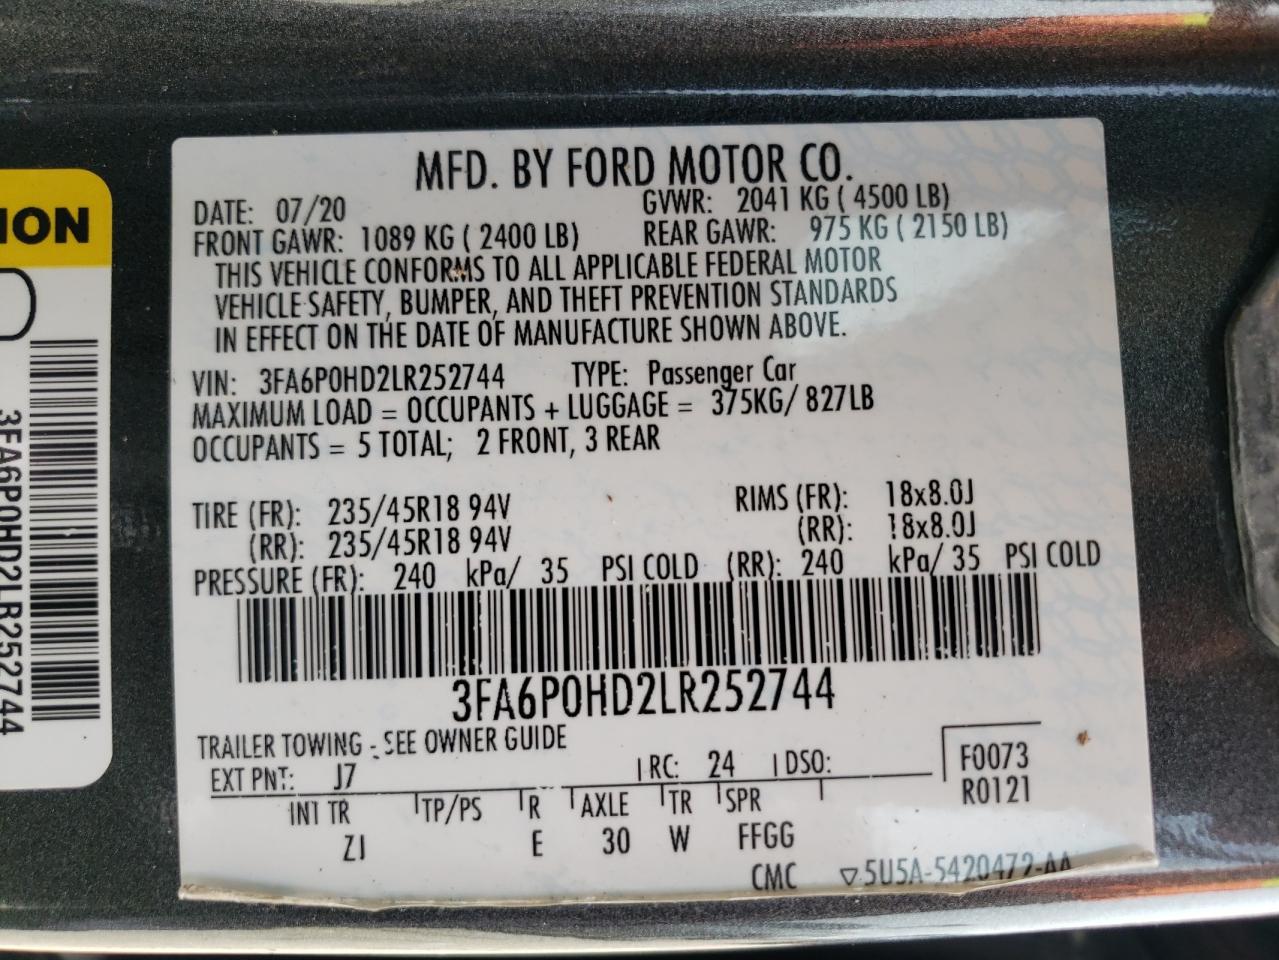 MFD. BY FORD MOTOR CO.
DATE: 07/20 GVWR: 2041 KG ( 4500 LB)
FRONT GAWR: 1089 KG ( 2400 LB) REAR GAWR: 975 KG ( 2150 LB)
THIS VEHICLE CONFORMS TO ALL APPLICABLE FEDERAL MOTOR
VEHICLE SAFETY, BUMPER, AND THEFT PREVENTION STANDARDS
IN EFFECT ON THE DATE OF MANUFACTURE SHOWN ABOVE.
VIN: 3FA6P0HD2LR252744 TYPE: Passenger Car
MAXIMUM LOAD = OCCUPANTS + LUGGAGE = 375KG/ 827LB
OCCUPANTS = 5 TOTAL; 2 FRONT, 3 REAR
TIRE (FR): 235/45R18 94V RIMS (FR): 18x8.0J
(RR): 235/45R18 94V (RR): 18x8.0J
PRESSURE (FR): 240 kPa/ 35 PSI COLD (RR): 240 kPa/ 35 PSI COLD
3FA6P0HD2LR252744
TRAILER TOWING - SEE OWNER GUIDE
EXT PNT: J7 RC: 24 DSO: F0073
INT TR TP/PS R AXLE TR SPR R0121
ZJ E 30 W FFGG
CMC ▽5U5A-5420472-AA
ION
3FA6P0HD2LR252744